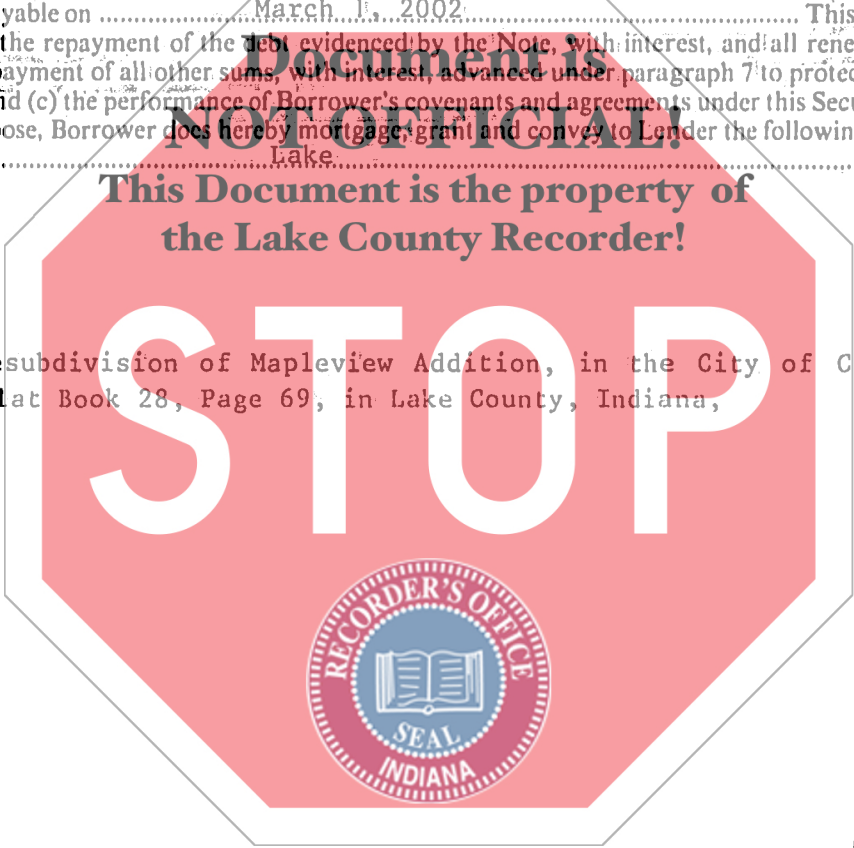 yable on March 1, 2002 This
the repayment of the debt evidenced by the Note, with interest, and all rene
ayment of all other sums, with interest, advanced under paragraph 7 to protec
d (c) the performance of Borrower's covenants and agreements under this Secu
ose, Borrower does hereby mortgage, grant and convey to Lender the followin
Lake
Document is
NOT OFFICIAL!
This Document is the property of
the Lake County Recorder!
esubdivision of Mapleview Addition, in the City of C
lat Book 28, Page 69, in Lake County, Indiana,
STOP
RECORDER'S OFFICE
SEAL
INDIANA